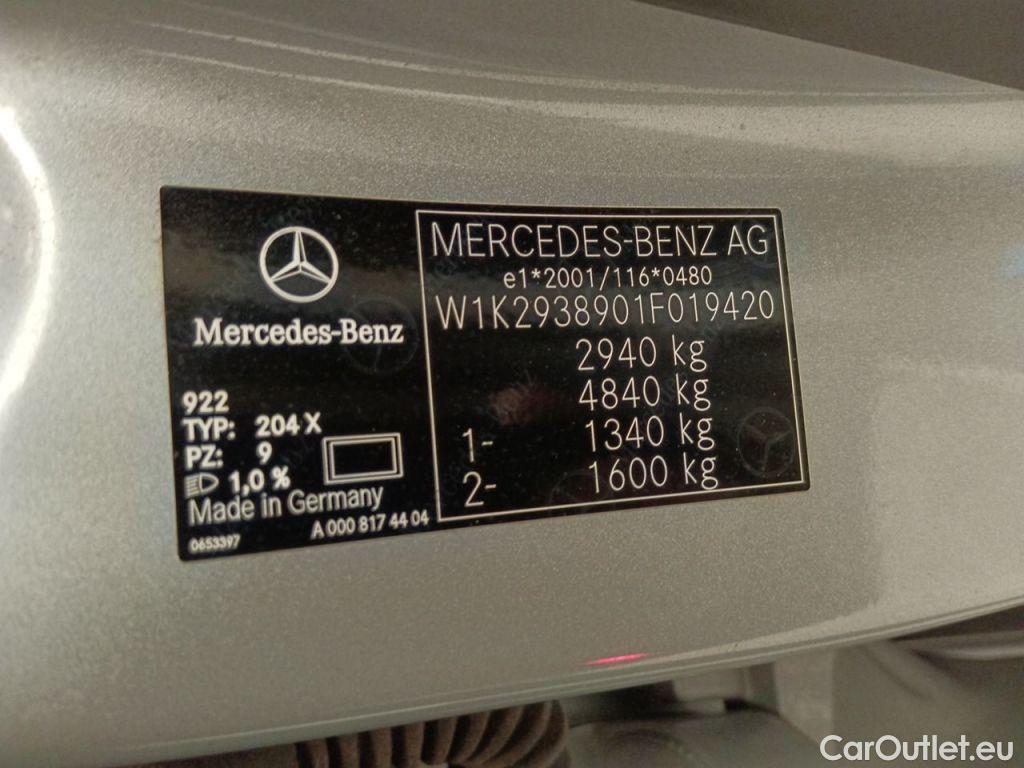 Mercedes-Benz
922
TYP: 204 X
PZ: 9
1,0 %
Made in Germany
0653397
A 000 817 44 04
MERCEDES-BENZ AG
e1*2001/116*0480
W1K2938901F019420
2940 kg
4840 kg
1- 1340 kg
2- 1600 kg
CarOutlet.eu